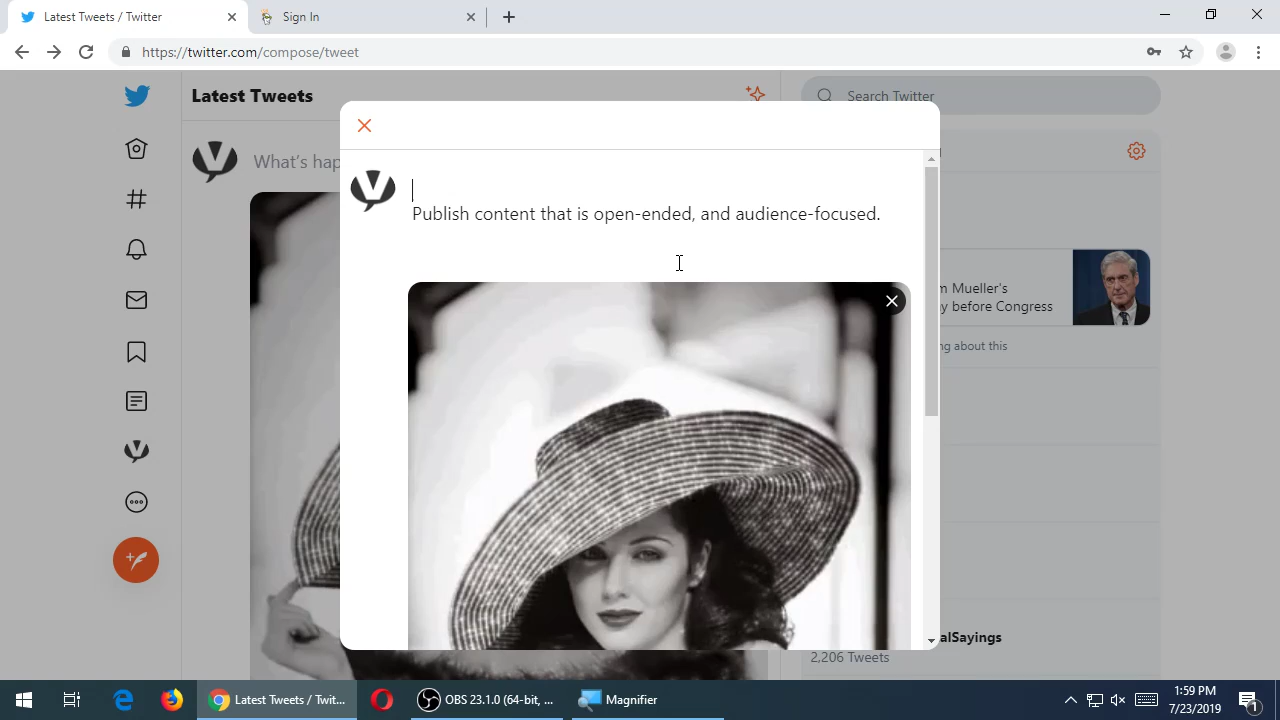 Latest Tweets / Twitter
Sign In
https://twitter.com/compose/tweet
Latest Tweets
Search Twitter
What's hap
Publish content that is open-ended, and audience-focused.
Mueller's
before Congress
about this
alSayings
2,206 Tweets
Latest Tweets / Twit...
OBS 23.1.0 (64-bit, ...
Magnifier
1:59 PM
7/23/2019
1